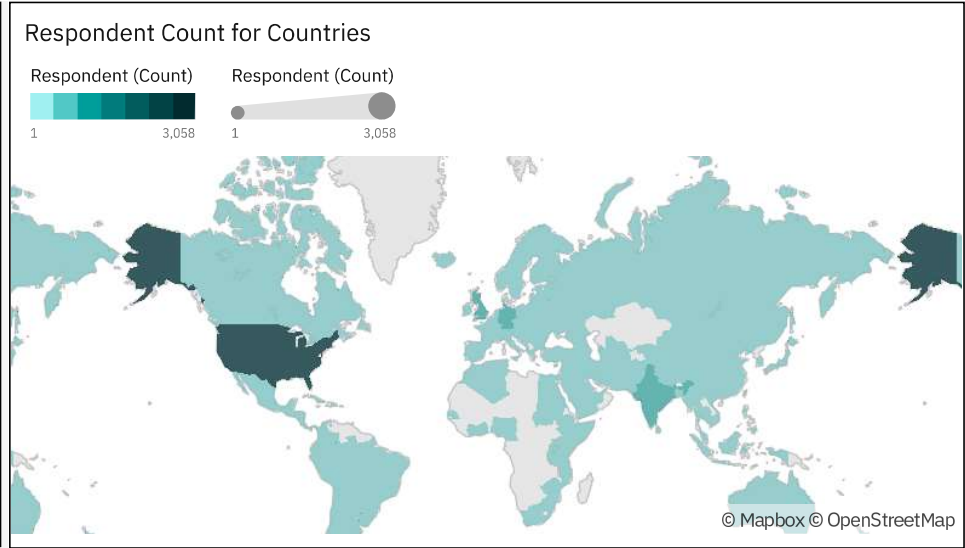 Respondent Count for Countries
Respondent (Count) Respondent (Count)
1 3,058 1 3,058
© Mapbox © OpenStreetMap